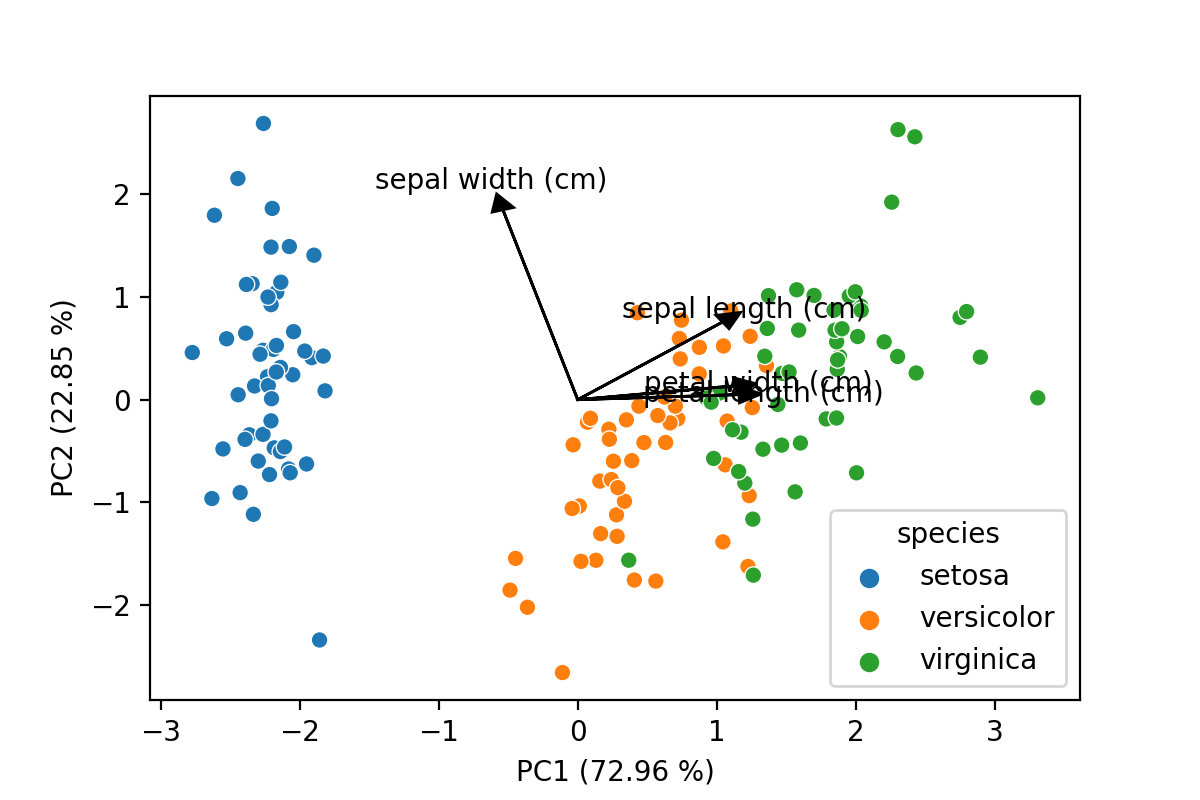 sepal width (cm)
sepal length (cm)
petal width (cm)
petal length (cm)
2
1
0
−1
−2
PC2 (22.85 %)
species
setosa
versicolor
virginica
−3 −2 −1 0 1 2 3
PC1 (72.96 %)